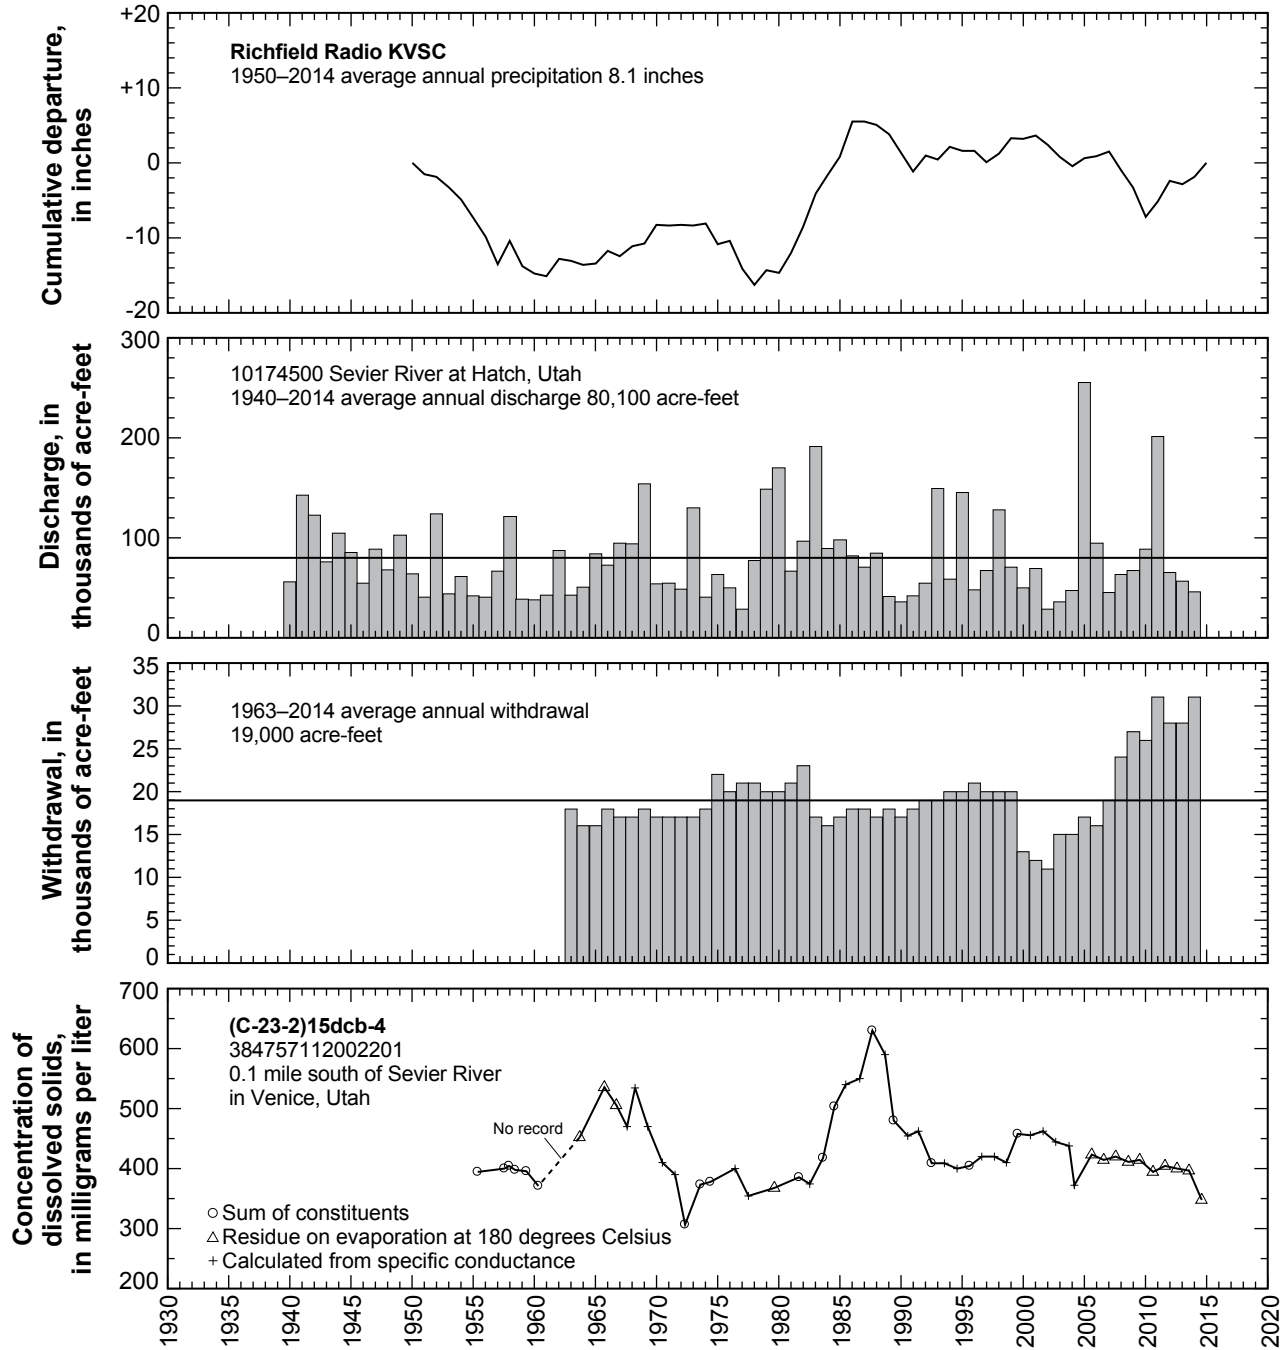 Cumulative departure,
in inches
+20
+10
0
-10
-20
Richfield Radio KVSC
1950–2014 average annual precipitation 8.1 inches
Discharge, in
thousands of acre-feet
300
200
100
0
10174500 Sevier River at Hatch, Utah
1940–2014 average annual discharge 80,100 acre-feet
Withdrawal, in
thousands of acre-feet
35
30
25
20
15
10
5
0
1963–2014 average annual withdrawal
19,000 acre-feet
Concentration of
dissolved solids,
in milligrams per liter
700
600
500
400
300
200
(C-23-2)15dcb-4
384757112002201
0.1 mile south of Sevier River
in Venice, Utah
No record
Sum of constituents
Residue on evaporation at 180 degrees Celsius
Calculated from specific conductance
1930 1935 1940 1945 1950 1955 1960 1965 1970 1975 1980 1985 1990 1995 2000 2005 2010 2015 2020